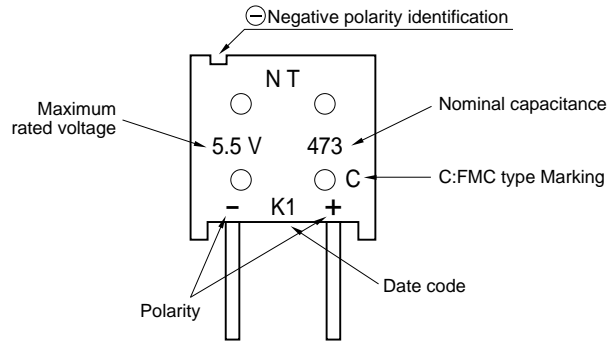 ⊖Negative polarity identification
N T
Maximum
rated voltage
5.5 V
473
Nominal capacitance
C
C:FMC type Marking
−
K1
+
Date code
Polarity